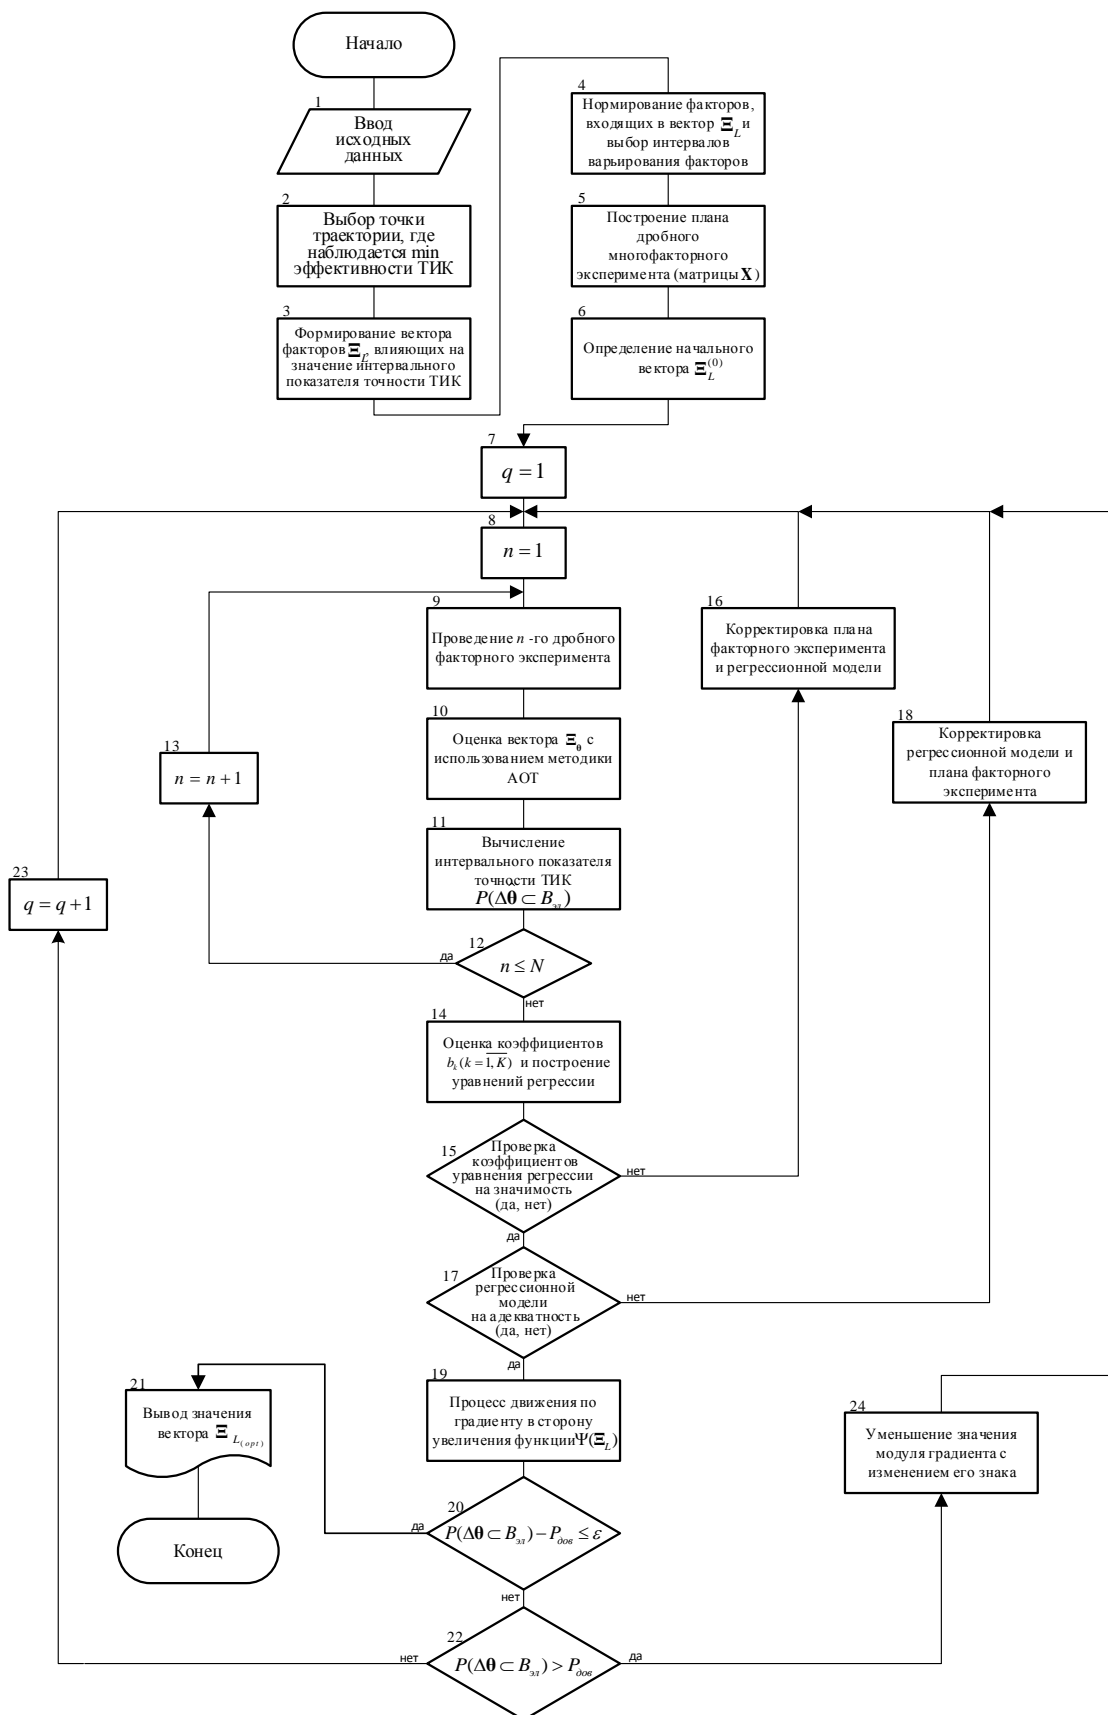 Начало
1
Ввод
исходных
данных
2
Выбор точки
траектории, где
наблюдается min
эффективности ТИК
3
Формирование вектора
факторов Ξ_L, влияющих на
значение интервального
показателя точности ТИК
4
Нормирование факторов,
входящих в вектор Ξ_L и
выбор интервалов
варьирования факторов
5
Построение плана
дробного
многофакторного
эксперимента (матрицы X)
6
Определение начального
вектора Ξ_L^(0)
7
q = 1
8
n = 1
9
Проведение n -го дробного
факторного эксперимента
10
Оценка вектора Ξ_θ с
использованием методики
АОТ
11
Вычисление
интервального показателя
точности ТИК
P(Δθ̂ ⊂ B_эл)
12
да
n ≤ N
нет
13
n = n + 1
14
Оценка коэффициентов
b_k (k = 1,K) и построение
уравнений регрессии
15
Проверка
коэффициентов
уравнения регрессии
на значимость
(да, нет)
нет
да
16
Корректировка плана
факторного эксперимента
и регрессионной модели
17
Проверка
регрессионной
модели
на адекватность
(да, нет)
нет
да
18
Корректировка
регрессионной модели и
плана факторного
эксперимента
19
Процесс движения по
градиенту в сторону
увеличения функции Ψ(Ξ_L)
20
да
P(Δθ ⊂ B_эл) − P_дов ≤ ε
нет
21
Вывод значения
вектора Ξ_L(opt)
Конец
22
нет
P(Δθ ⊂ B_эл) > P_дов
да
23
q = q + 1
24
Уменьшение значения
модуля градиента с
изменением его знака